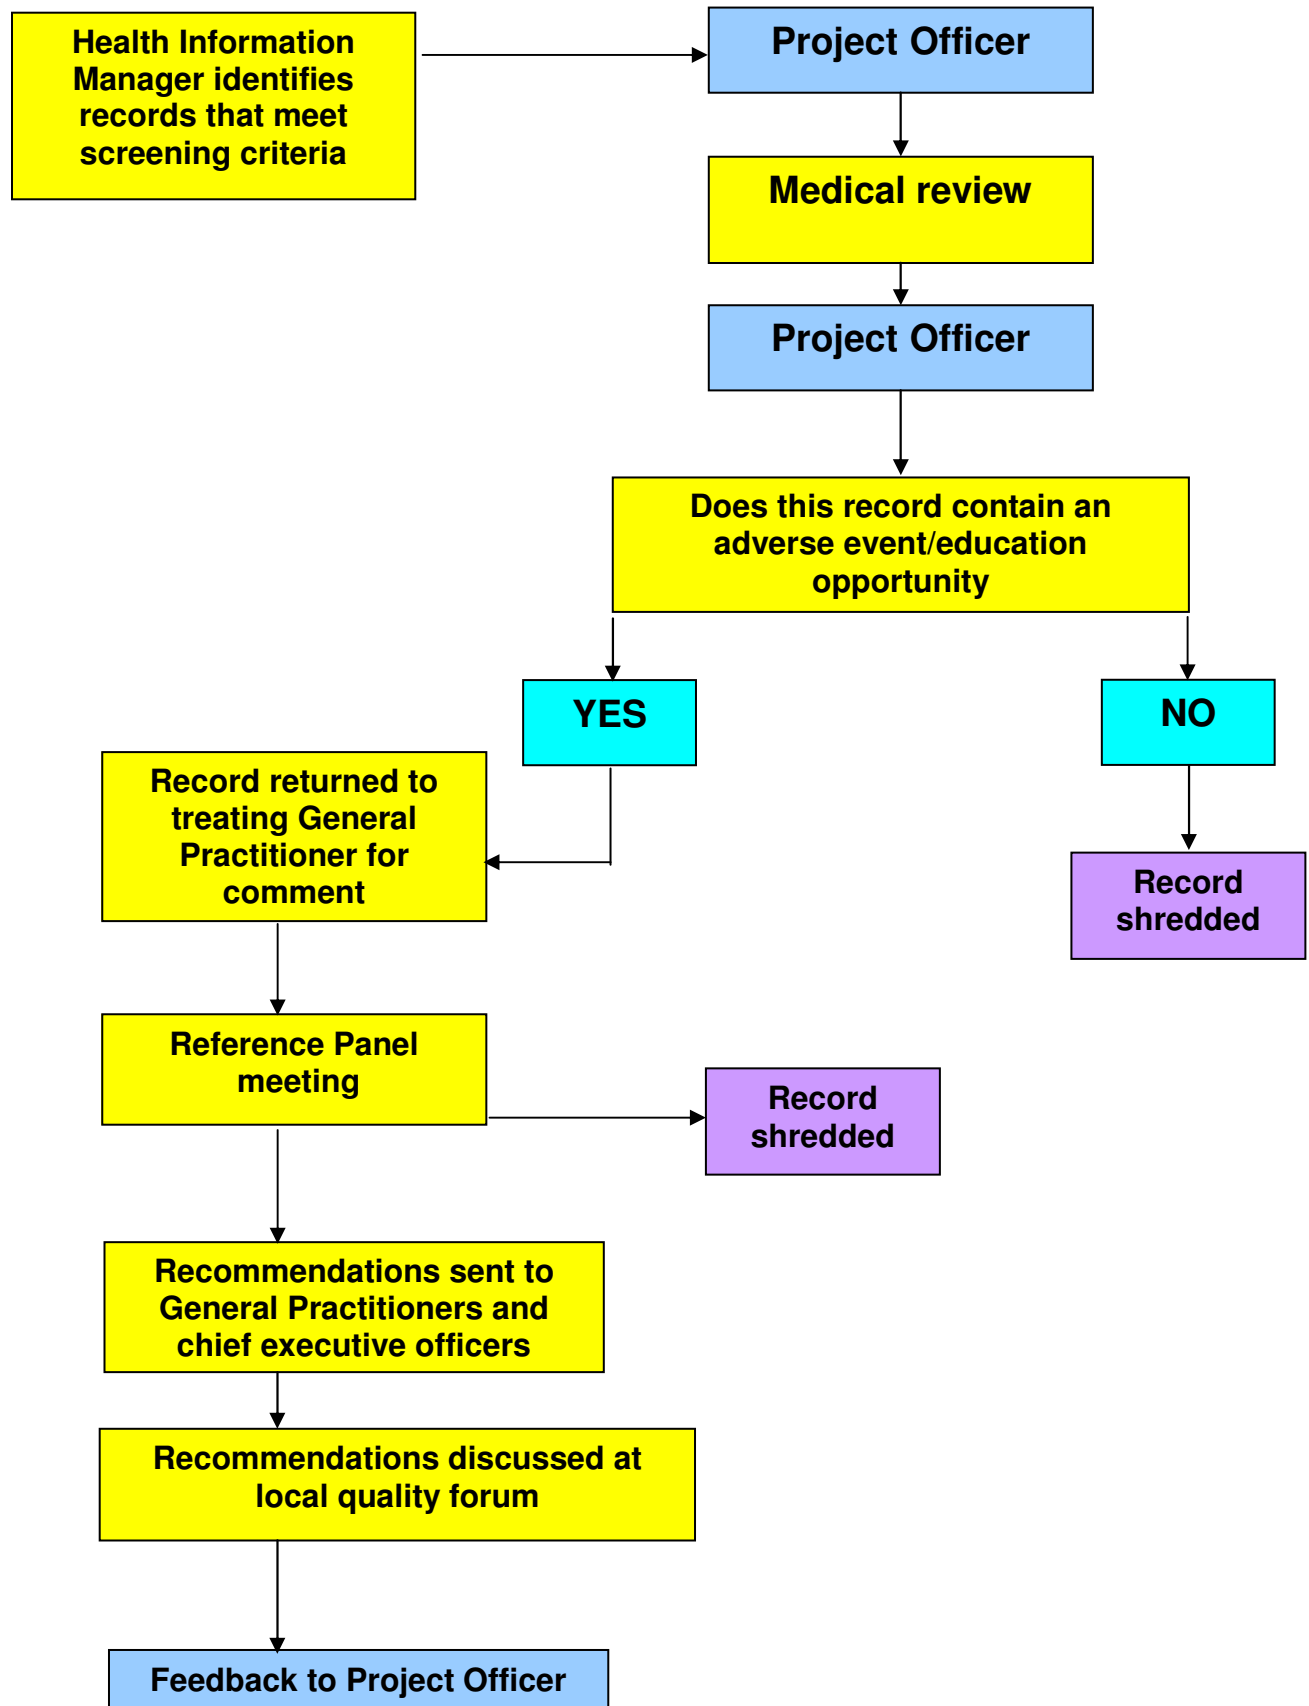 Health Information
Manager identifies
records that meet
screening criteria
Project Officer
Medical review
Project Officer
Does this record contain an
adverse event/education
opportunity
YES
NO
Record returned to
treating General
Practitioner for
comment
Record
shredded
Reference Panel
meeting
Record
shredded
Recommendations sent to
General Practitioners and
chief executive officers
Recommendations discussed at
local quality forum
Feedback to Project Officer